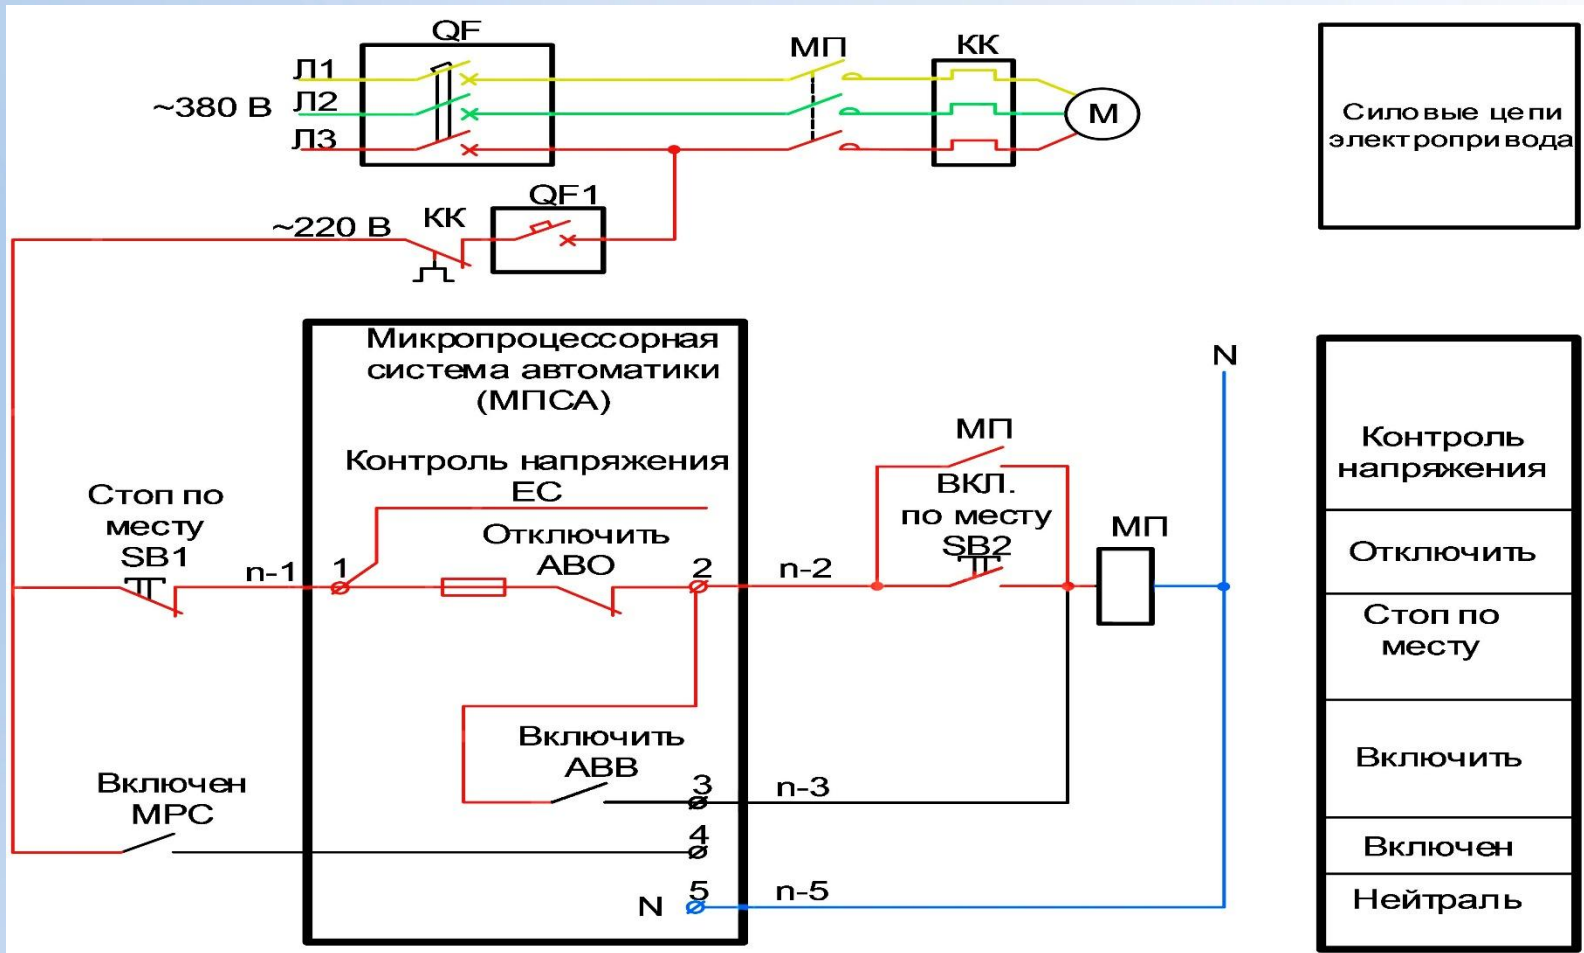 QF
МП
КК
Л1
~380 В
Л2
Л3
М
Силовые цепи
электропривода
QF1
КК
~220 В
Микропроцессорная
система автоматики
(МПСА)
Контроль напряжения
ЕС
Стоп по
месту
SB1
n-1
1
Отключить
АВО
2
n-2
МП
ВКЛ.
по месту
SB2
МП
N
Включить
АВВ
3
n-3
Включен
МРС
4
N
5
n-5
Контроль
напряжения
Отключить
Стоп по
месту
Включить
Включен
Нейтраль